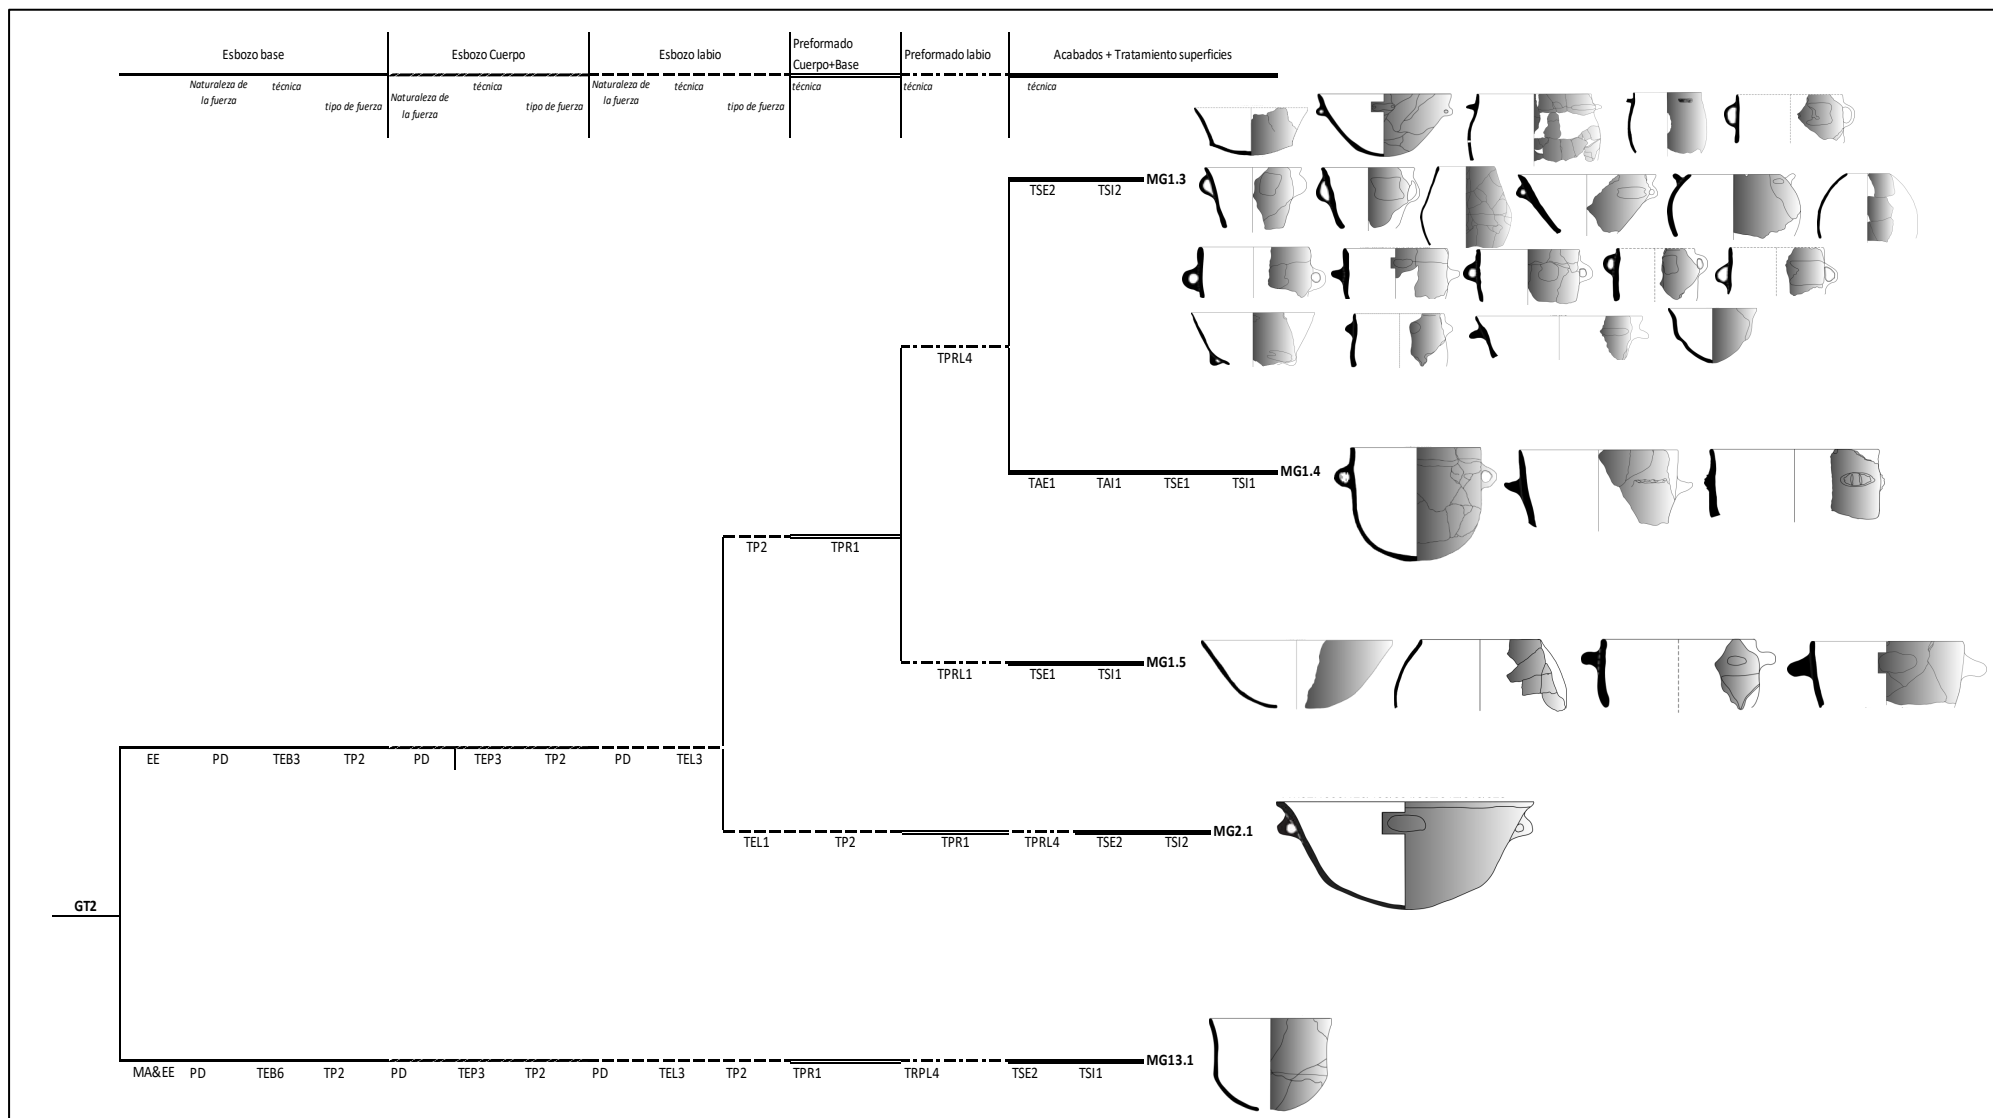 Esbozo base
Esbozo Cuerpo
Esbozo labio
Preformado
Cuerpo+Base
Preformado labio
Acabados + Tratamiento superficies
Naturaleza de
la fuerza
técnica
tipo de fuerza
Naturaleza de
la fuerza
técnica
tipo de fuerza
Naturaleza de
la fuerza
técnica
tipo de fuerza
técnica
técnica
técnica
TSE2 TSI2 MG1.3
TPRL4
MG1.4
TAE1 TAI1 TSE1 TSI1
TP2 TPR1
MG1.5
TPRL1 TSE1 TSI1
EE PD TEB3 TP2 PD TEP3 TP2 PD TEL3
MG2.1
TEL1 TP2 TPR1 TPRL4 TSE2 TSI2
GT2
MG13.1
MA&EE PD TEB6 TP2 PD TEP3 TP2 PD TEL3 TP2 TPR1 TRPL4 TSE2 TSI1